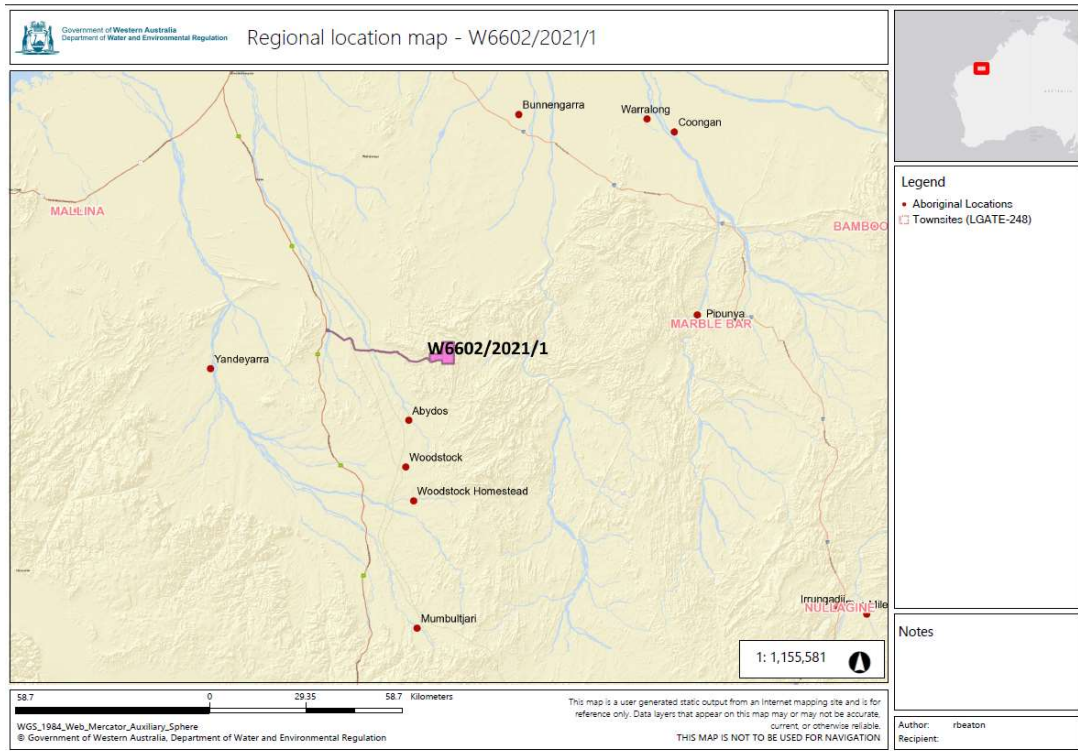 Government of Western Australia
Department of Water and Environmental Regulation
Regional location map - W6602/2021/1
Bunnengarra
Warralong
Coongan
MALLINA
BAMBOO
Pipunya
MARBLE BAR
W6602/2021/1
Yandeyarra
Abydos
Woodstock
Woodstock Homestead
Mumbultjari
Irrungadji
Mile
NULLAGINE
1: 1,155,581
Legend
Aboriginal Locations
Townsites (LGATE-248)
Notes
58.7 0 29.35 58.7 Kilometers
WGS_1984_Web_Mercator_Auxiliary_Sphere
© Government of Western Australia, Department of Water and Environmental Regulation
This map is a user generated static output from an Internet mapping site and is for
reference only. Data layers that appear on this map may or may not be accurate,
current, or otherwise reliable.
THIS MAP IS NOT TO BE USED FOR NAVIGATION
Author: rbeaton
Recipient: